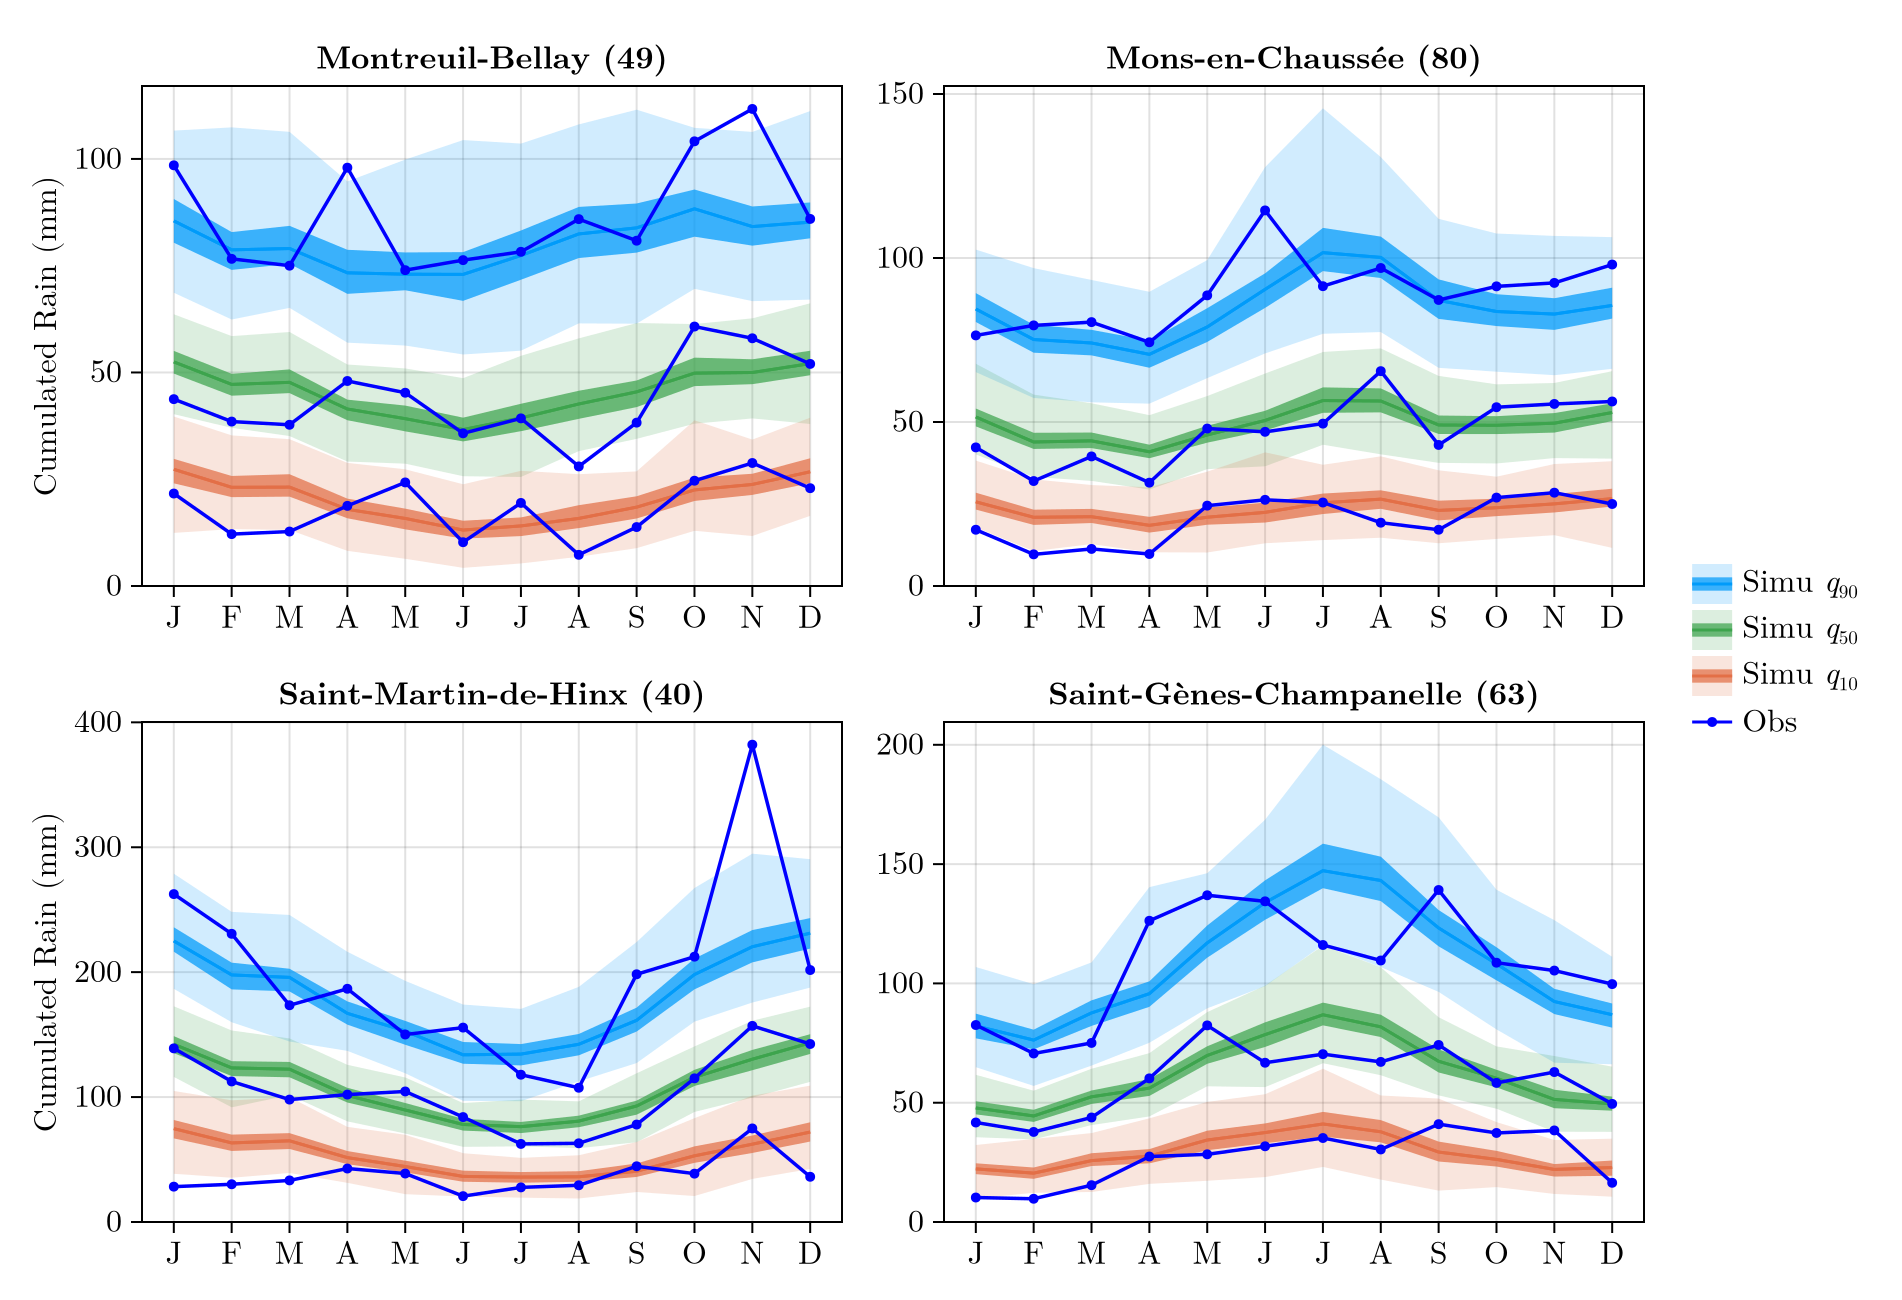 Montreuil-Bellay (49)
Cumulated Rain (mm)
100
50
0
J F M A M J J A S O N D
Mons-en-Chaussée (80)
150
100
50
0
J F M A M J J A S O N D
Saint-Martin-de-Hinx (40)
Cumulated Rain (mm)
400
300
200
100
0
J F M A M J J A S O N D
Saint-Gènes-Champanelle (63)
200
150
100
50
0
J F M A M J J A S O N D
Simu q90
Simu q50
Simu q10
Obs